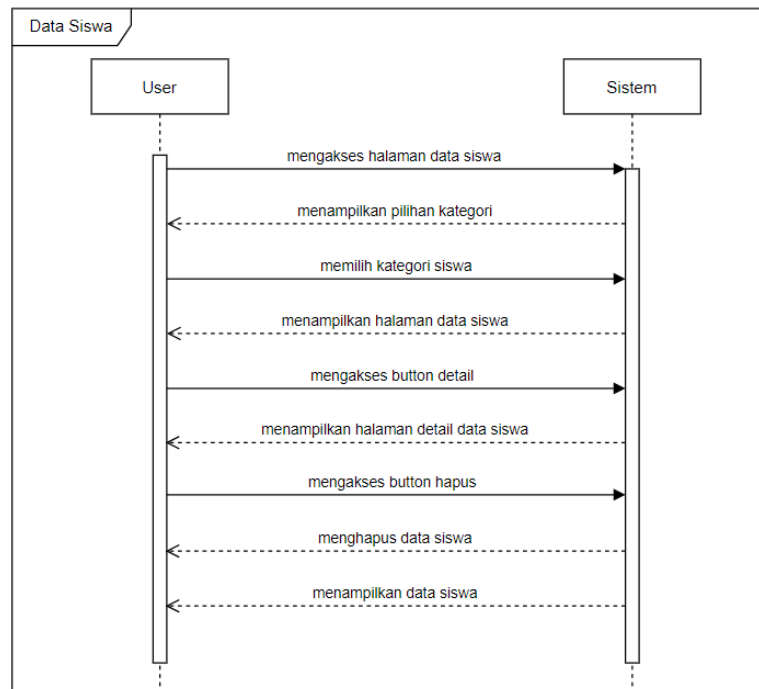 Data Siswa
User
Sistem
mengakses halaman data siswa
menampilkan pilihan kategori
memilih kategori siswa
menampilkan halaman data siswa
mengakses button detail
menampilkan halaman detail data siswa
mengakses button hapus
menghapus data siswa
menampilkan data siswa